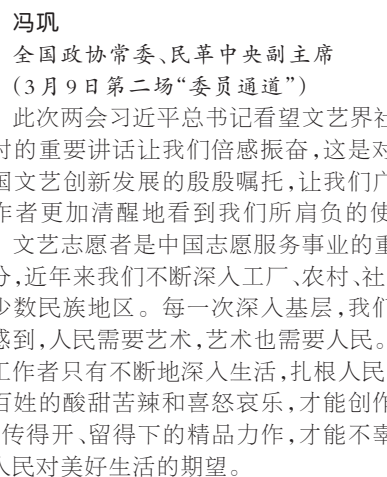 冯巩
全国政协常委、民革中央副主席
(3月9日第二场“委员通道”)
此次两会习近平总书记看望文艺界社
时的重要讲话让我们倍感振奋,这是对
国文艺创新发展的殷殷嘱托,让我们广
作者更加清醒地看到我们所肩负的使
文艺志愿者是中国志愿服务事业的重
分,近年来我们不断深入工厂、农村、社
少数民族地区。每一次深入基层,我们
感到,人民需要艺术,艺术也需要人民。
工作者只有不断地深入生活,扎根人民
百姓的酸甜苦辣和喜怒哀乐,才能创作
传得开、留得下的精品力作,才能不辜
人民对美好生活的期望。